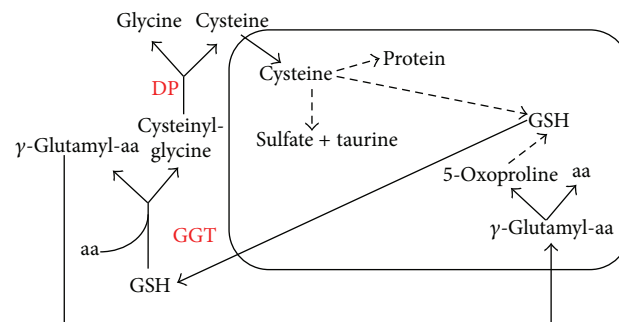 Glycine Cysteine
Cysteine
Protein
DP
Cysteinyl-
glycine
γ-Glutamyl-aa
Sulfate + taurine
GSH
5-Oxoproline
aa
γ-Glutamyl-aa
GGT
aa
GSH